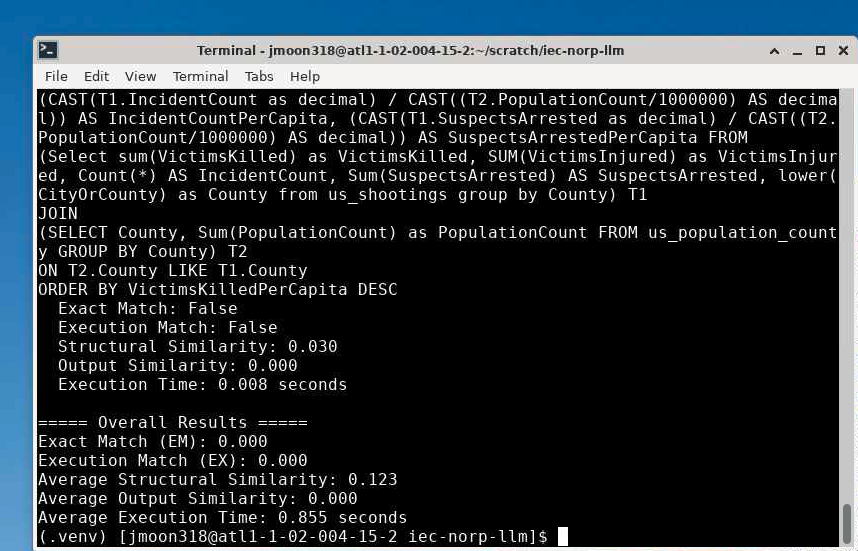 Terminal - jmoon318@atl1-1-02-004-15-2:~/scratch/iec-norp-llm
File Edit View Terminal Tabs Help
(CAST(T1.IncidentCount as decimal) / CAST((T2.PopulationCount/1000000) AS decima
l)) AS IncidentCountPerCapita, (CAST(T1.SuspectsArrested as decimal) / CAST((T2.
PopulationCount/1000000) AS decimal)) AS SuspectsArrestedPerCapita FROM
(Select sum(VictimsKilled) as VictimsKilled, SUM(VictimsInjured) as VictimsInjur
ed, Count(*) AS IncidentCount, Sum(SuspectsArrested) AS SuspectsArrested, lower(
CityOrCounty) as County from us_shootings group by County) T1
JOIN
(SELECT County, Sum(PopulationCount) as PopulationCount FROM us_population_count
y GROUP BY County) T2
ON T2.County LIKE T1.County
ORDER BY VictimsKilledPerCapita DESC
  Exact Match: False
  Execution Match: False
  Structural Similarity: 0.030
  Output Similarity: 0.000
  Execution Time: 0.008 seconds

===== Overall Results =====
Exact Match (EM): 0.000
Execution Match (EX): 0.000
Average Structural Similarity: 0.123
Average Output Similarity: 0.000
Average Execution Time: 0.855 seconds
(.venv) [jmoon318@atl1-1-02-004-15-2 iec-norp-llm]$